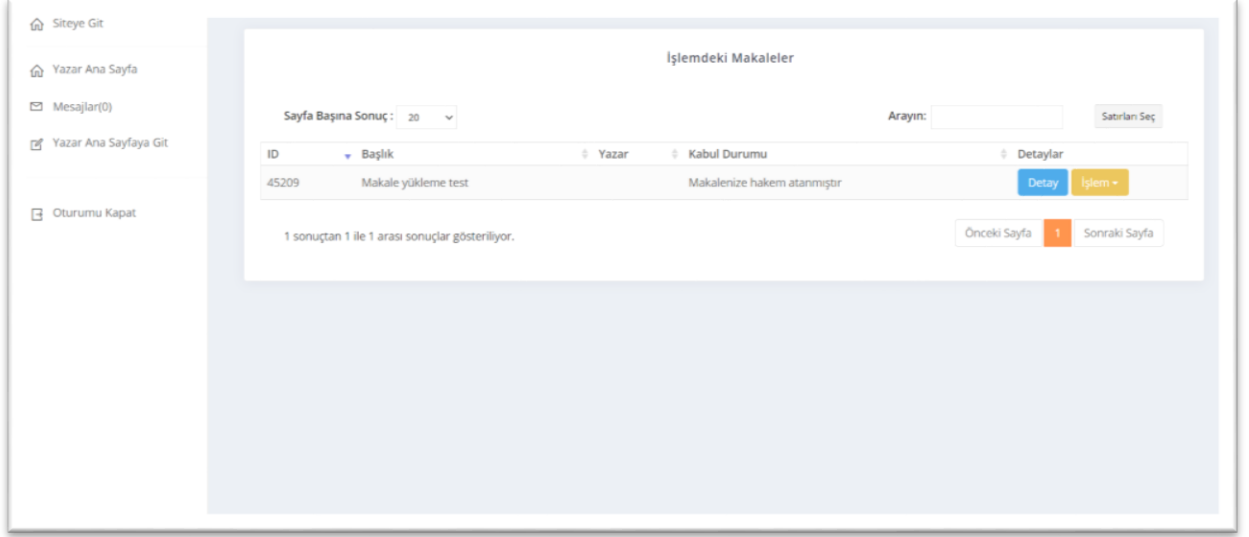 Siteye Git
Yazar Ana Sayfa
Mesajlar(0)
Yazar Ana Sayfaya Git
Oturumu Kapat
İşlemdeki Makaleler
Sayfa Başına Sonuç : 20
Arayın: Satırları Seç
ID Başlık Yazar Kabul Durumu Detaylar
45209 Makale yükleme test Makalenize hakem atanmıştır Detay İşlem
1 sonuçtan 1 ile 1 arası sonuçlar gösteriliyor. Önceki Sayfa 1 Sonraki Sayfa